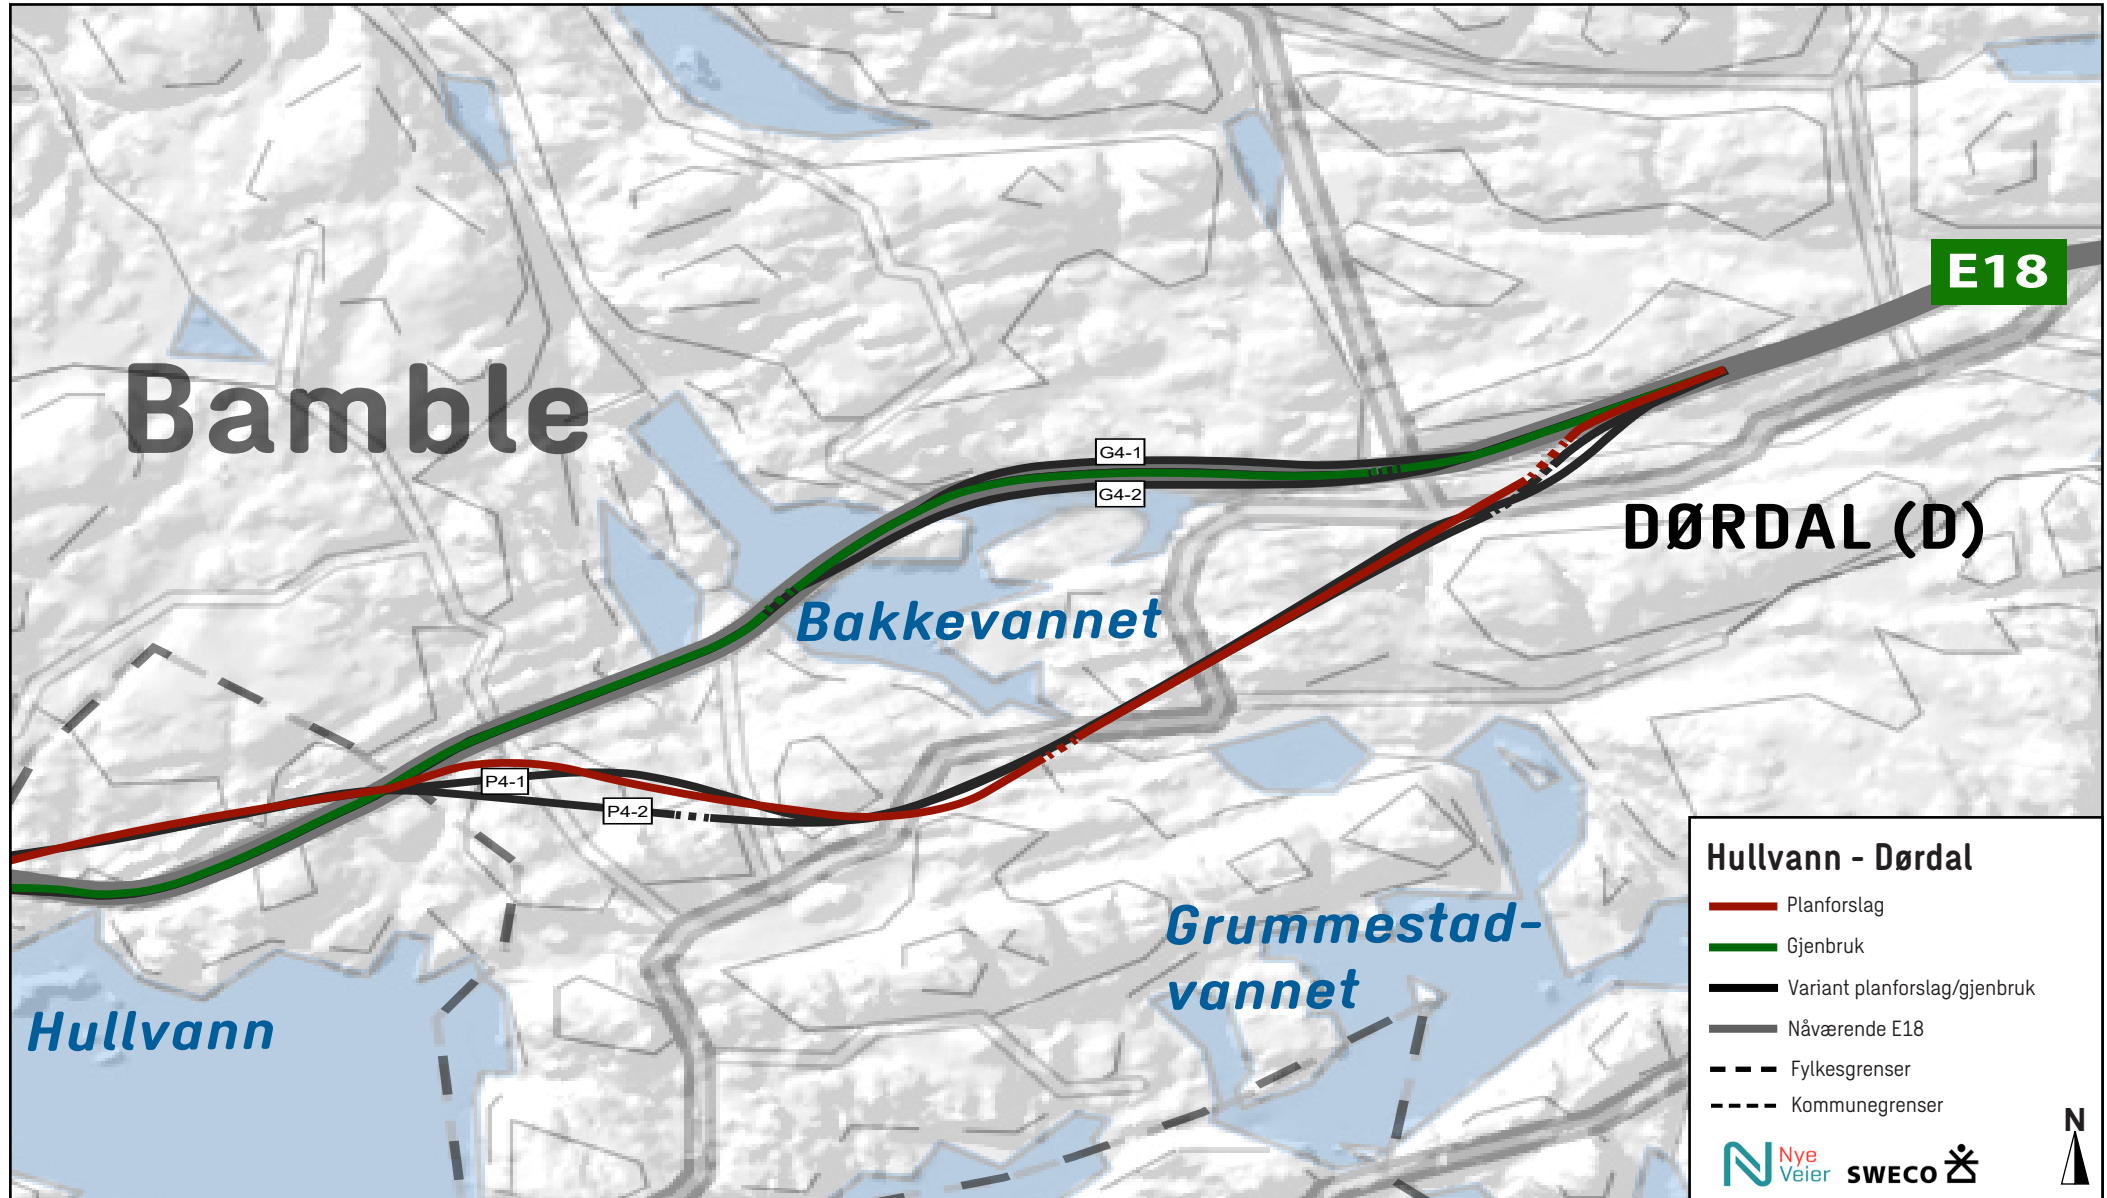 E18
Bamble
G4-1
G4-2
DØRDAL (D)
Bakkevannet
P4-1
P4-2
Grummestad-
vannet
Hullvann
Hullvann - Dørdal
Planforslag
Gjenbruk
Variant planforslag/gjenbruk
Nåværende E18
Fylkesgrenser
Kommunegrenser
N
Nye
Veier
SWECO